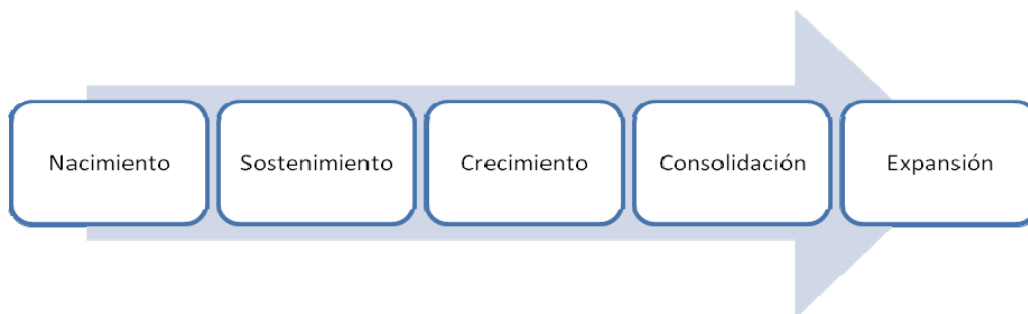 Nacimiento
Sostenimiento
Crecimiento
Consolidación
Expansión